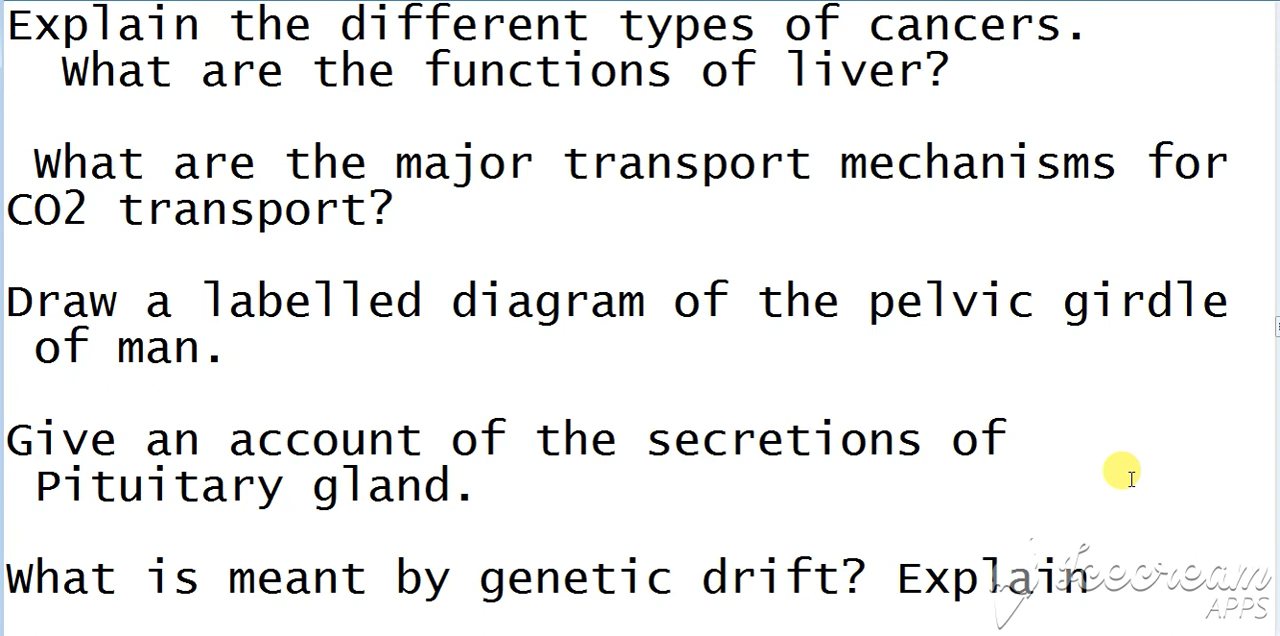 Explain the different types of cancers.
What are the functions of liver?
What are the major transport mechanisms for
CO2 transport?
Draw a labelled diagram of the pelvic girdle
of man.
Give an account of the secretions of
Pituitary gland.
What is meant by genetic drift? Explain
Icecream
APPS